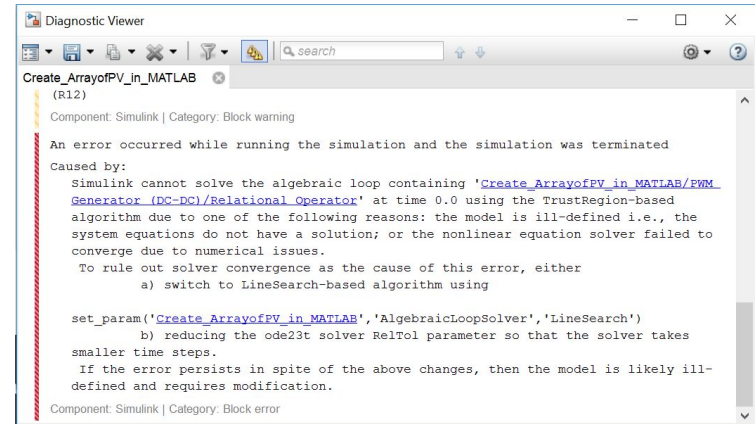 Diagnostic Viewer
search
Create_ArrayofPV_in_MATLAB
(R12)
Component: Simulink | Category: Block warning
An error occurred while running the simulation and the simulation was terminated
Caused by:
Simulink cannot solve the algebraic loop containing 'Create_ArrayofPV_in_MATLAB/PWM
Generator (DC-DC)/Relational Operator' at time 0.0 using the TrustRegion-based
algorithm due to one of the following reasons: the model is ill-defined i.e., the
system equations do not have a solution; or the nonlinear equation solver failed to
converge due to numerical issues.
To rule out solver convergence as the cause of this error, either
a) switch to LineSearch-based algorithm using
set_param('Create_ArrayofPV_in_MATLAB','AlgebraicLoopSolver','LineSearch')
b) reducing the ode23t solver RelTol parameter so that the solver takes
smaller time steps.
If the error persists in spite of the above changes, then the model is likely ill-
defined and requires modification.
Component: Simulink | Category: Block error